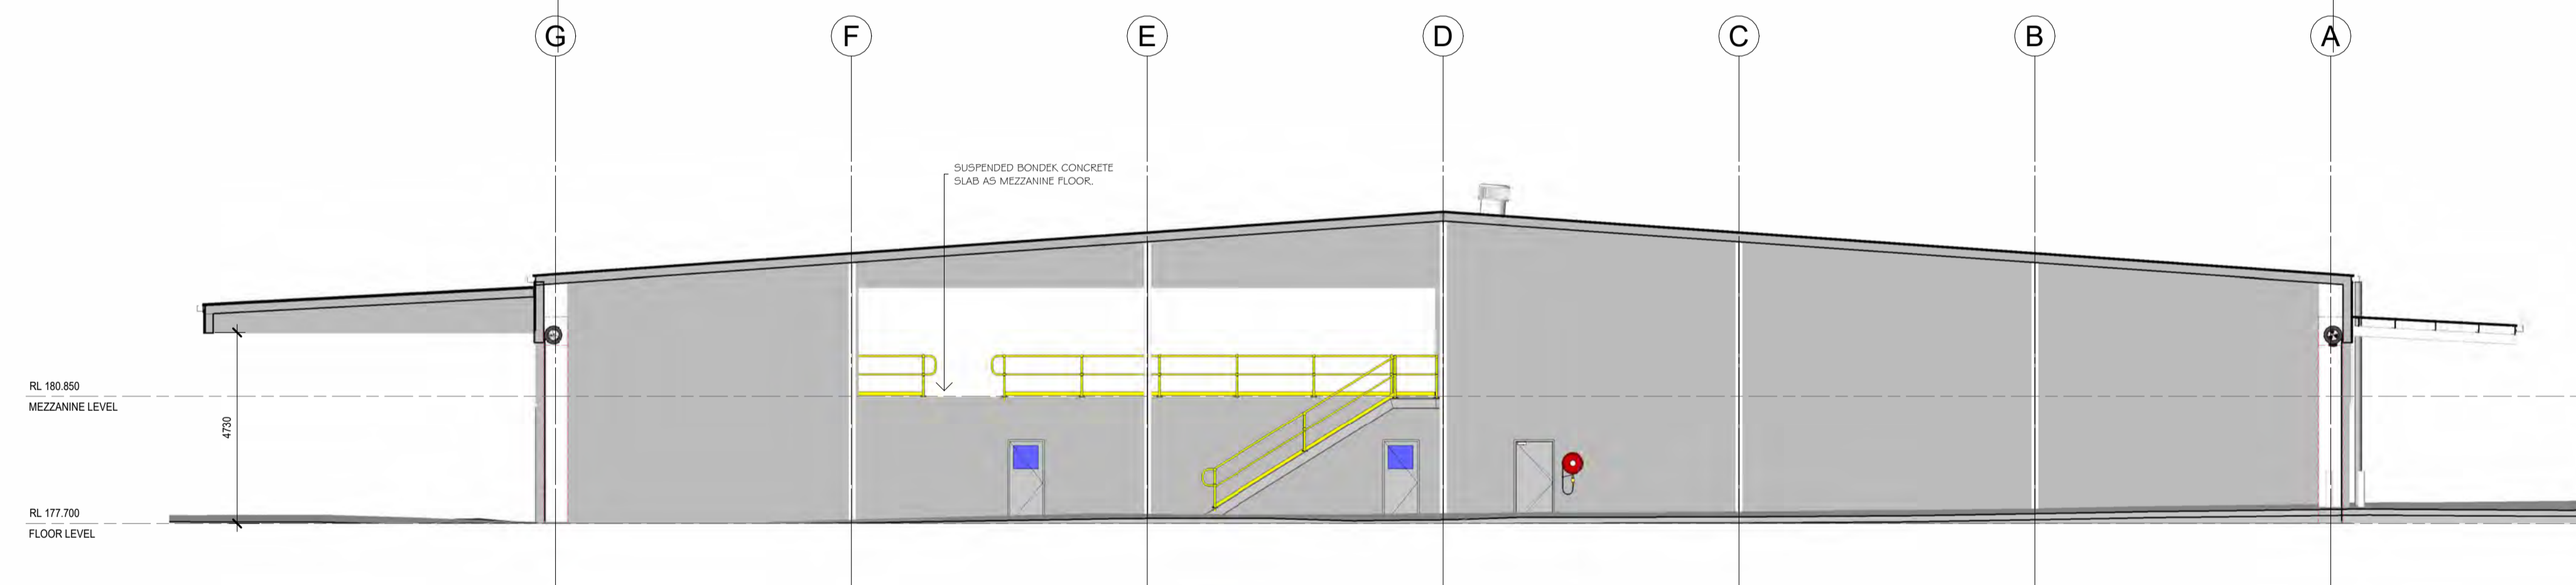 G F E D C B A
SUSPENDED BONDEK CONCRETE
SLAB AS MEZZANINE FLOOR.
RL 180.850
MEZZANINE LEVEL
4730
RL 177.700
FLOOR LEVEL